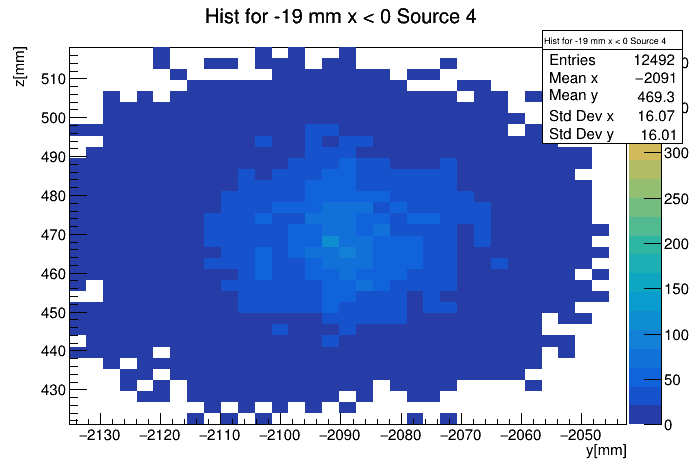 Hist for -19 mm x < 0 Source 4
Hist for -19 mm x < 0 Source 4
Entries 12492
Mean x −2091
Mean y 469.3
Std Dev x 16.07
Std Dev y 16.01
z[mm]
510
500
490
480
470
460
450
440
430
300
250
200
150
100
50
0
−2130 −2120 −2110 −2100 −2090 −2080 −2070 −2060 −2050
y[mm]